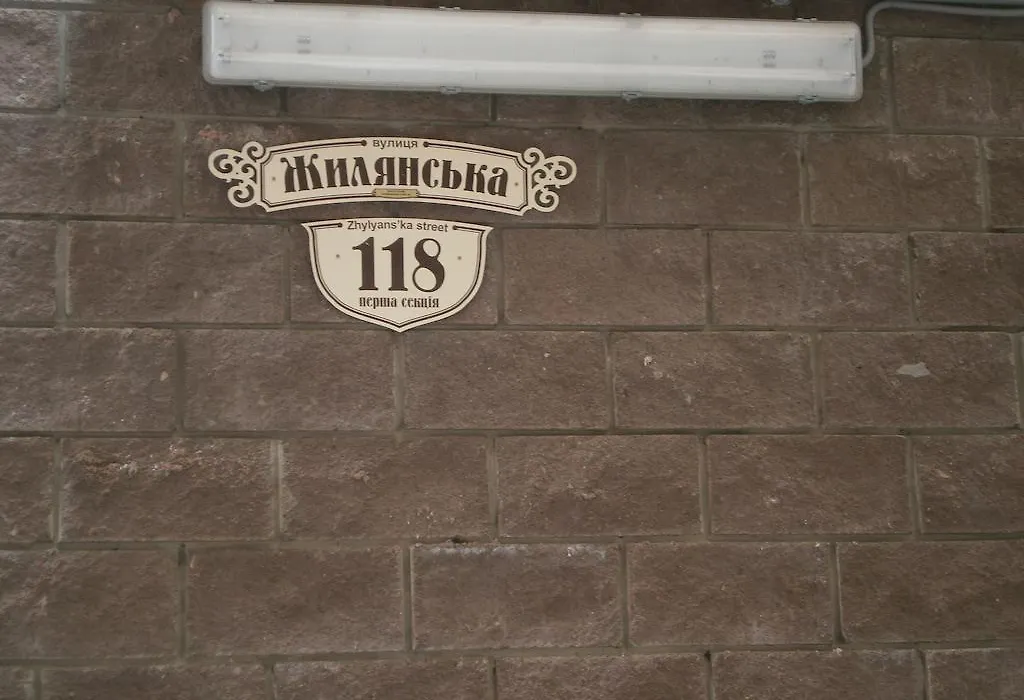 вулиця
Жилянська
Zhylyans'ka street
118
перша секція